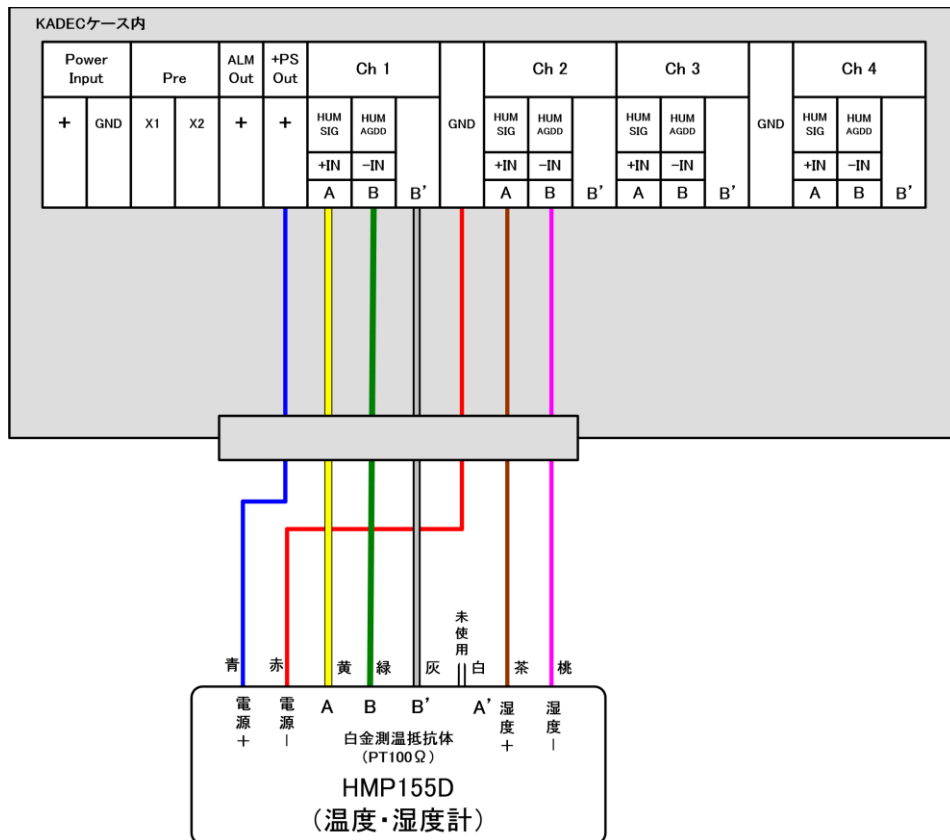 KADECケース内
Power Input
Pre
ALM Out
+PS Out
Ch 1
Ch 2
Ch 3
Ch 4
+
GND
X1
X2
+
+
HUM SIG
HUM AGDD
GND
HUM SIG
HUM AGDD
HUM SIG
HUM AGDD
GND
HUM SIG
HUM AGDD
+IN
-IN
+IN
-IN
+IN
-IN
+IN
-IN
A
B
B'
A
B
B'
A
B
B'
A
B
B'
未使用
青
赤
黄
緑
灰
白
茶
桃
電源+
電源-
A
B
B'
A'
湿度+
湿度-
白金測温抵抗体
(PT100Ω)
HMP155D
(温度・湿度計)